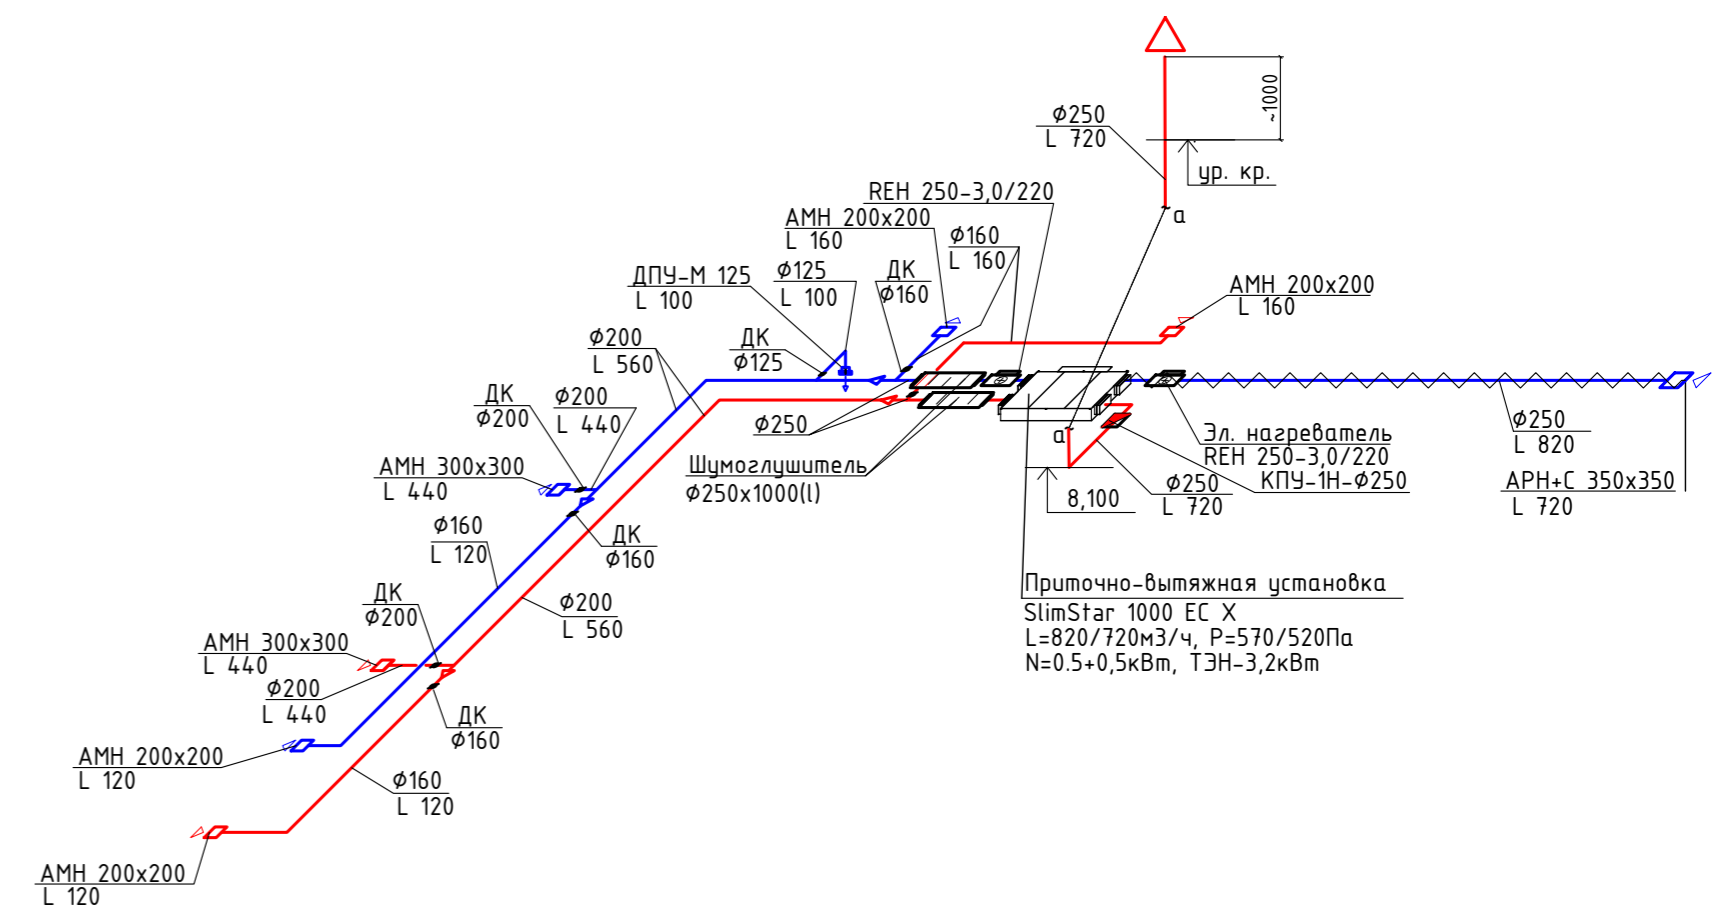 ~1000
Ф250
L 720
ур. кр.
а
REH 250-3,0/220
АМН 200х200
L 160
Ф160
L 160
ДПУ-М 125
L 100
Ф125
L 100
ДК
Ф160
АМН 200х200
L 160
Ф200
L 560
ДК
Ф125
ДК
Ф200
Ф200
L 440
Ф250
а
Ф250
L 820
Эл. нагреватель
REH 250-3,0/220
АМН 300х300
L 440
Шумоглушитель
Ф250х1000(l)
КПУ-1Н-Ф250
АРН+С 350х350
L 720
8,100
Ф250
L 720
Ф160
L 120
ДК
Ф160
Приточно-вытяжная установка
SlimStar 1000 EC X
L=820/720м3/ч, P=570/520Па
N=0.5+0,5кВт, ТЭН-3,2кВт
ДК
Ф200
Ф200
L 560
АМН 300х300
L 440
Ф200
L 440
ДК
Ф160
АМН 200х200
L 120
Ф160
L 120
АМН 200х200
L 120